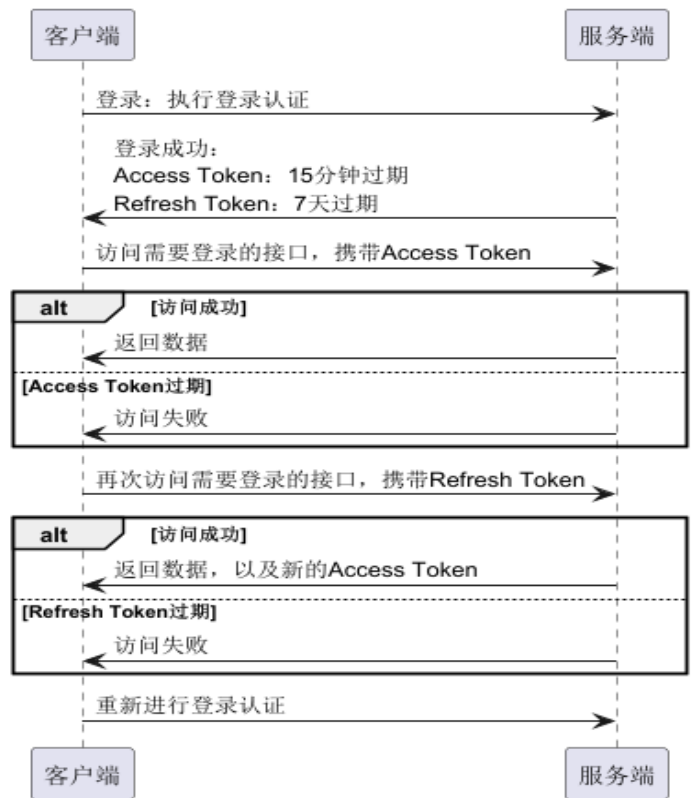 客户端
服务端
登录：执行登录认证
登录成功：
Access Token：15分钟过期
Refresh Token：7天过期
访问需要登录的接口，携带Access Token
alt
[访问成功]
返回数据
[Access Token过期]
访问失败
再次访问需要登录的接口，携带Refresh Token
alt
[访问成功]
返回数据，以及新的Access Token
[Refresh Token过期]
访问失败
重新进行登录认证
客户端
服务端